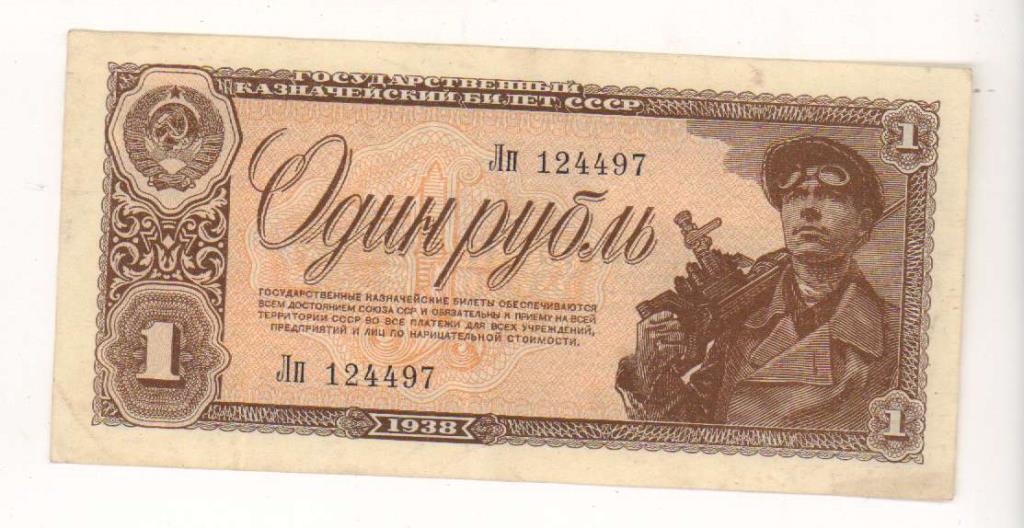 ГОСУДАРСТВЕННЫЙ
КАЗНАЧЕЙСКИЙ БИЛЕТ СССР
1
Лп 124497
Один рубль
ГОСУДАРСТВЕННЫЕ КАЗНАЧЕЙСКИЕ БИЛЕТЫ ОБЕСПЕЧИВАЮТСЯ
ВСЕМ ДОСТОЯНИЕМ СОЮЗА ССР И ОБЯЗАТЕЛЬНЫ К ПРИЕМУ НА ВСЕЙ
ТЕРРИТОРИИ СССР ВО ВСЕ ПЛАТЕЖИ ДЛЯ ВСЕХ УЧРЕЖДЕНИЙ,
ПРЕДПРИЯТИЙ И ЛИЦ ПО НАРИЦАТЕЛЬНОЙ СТОИМОСТИ.
1
Лп 124497
1938
1